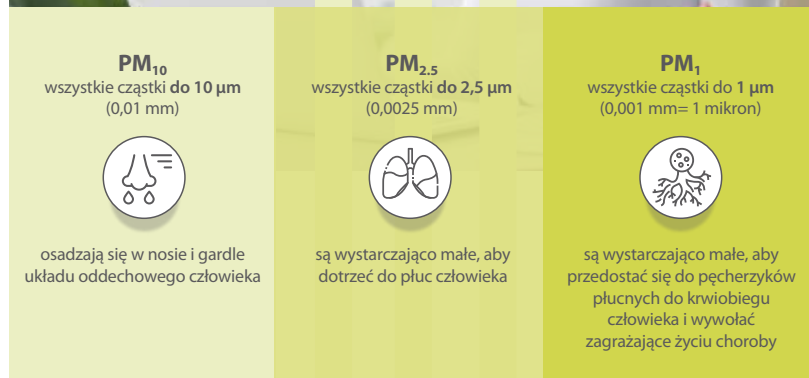 PM₁₀
wszystkie cząstki do 10 µm
(0,01 mm)
osadzają się w nosie i gardle
układu oddechowego człowieka
PM₂.₅
wszystkie cząstki do 2,5 µm
(0,0025 mm)
są wystarczająco małe, aby
dotrzeć do płuc człowieka
PM₁
wszystkie cząstki do 1 µm
(0,001 mm= 1 mikron)
są wystarczająco małe, aby
przedostać się do pęcherzyków
płucnych do krwiobiegu
człowieka i wywołać
zagrażające życiu choroby